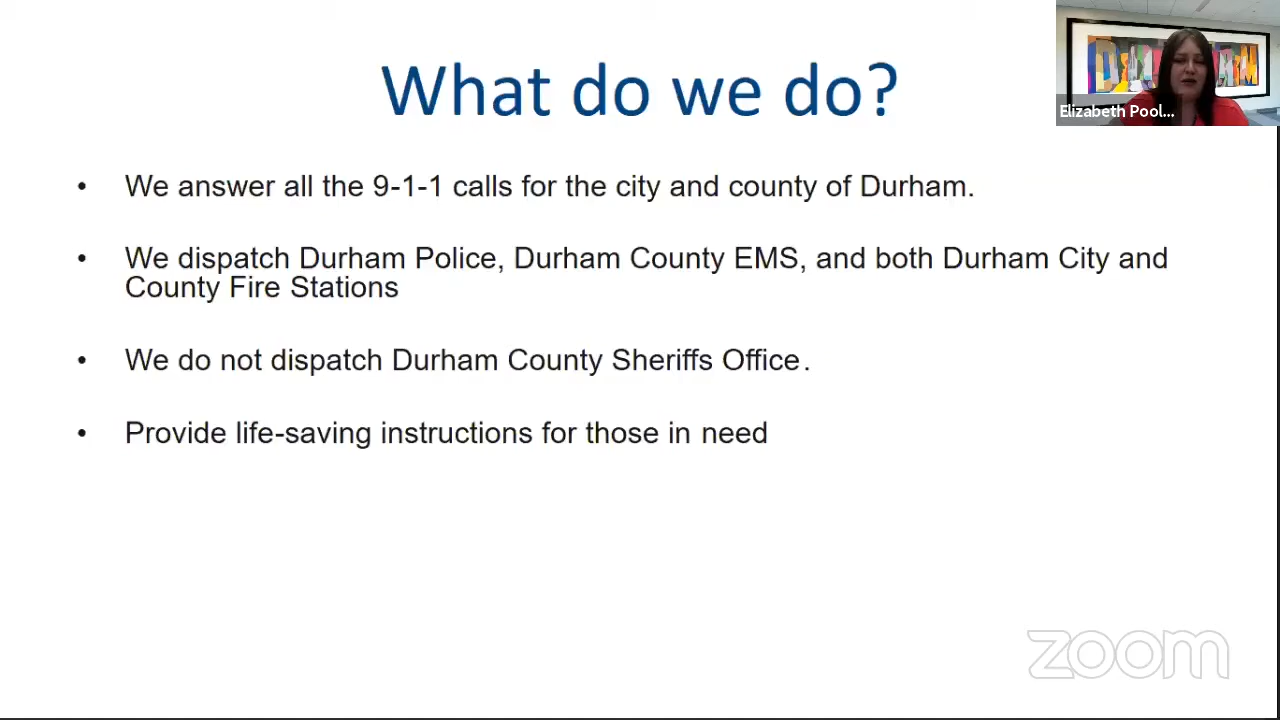 What do we do?
Elizabeth Pool...
• We answer all the 9-1-1 calls for the city and county of Durham.
• We dispatch Durham Police, Durham County EMS, and both Durham City and
County Fire Stations
• We do not dispatch Durham County Sheriffs Office.
• Provide life-saving instructions for those in need
zoom